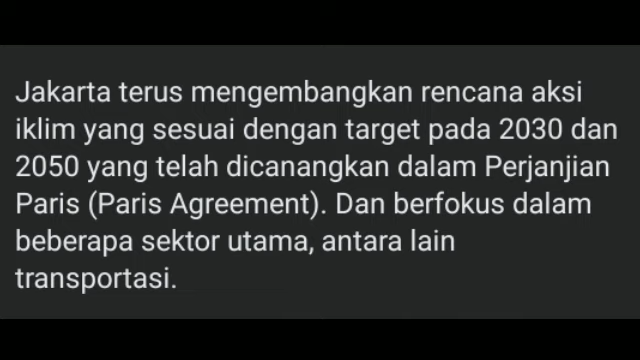 Jakarta terus mengembangkan rencana aksi
iklim yang sesuai dengan target pada 2030 dan
2050 yang telah dicanangkan dalam Perjanjian
Paris (Paris Agreement). Dan berfokus dalam
beberapa sektor utama, antara lain
transportasi.